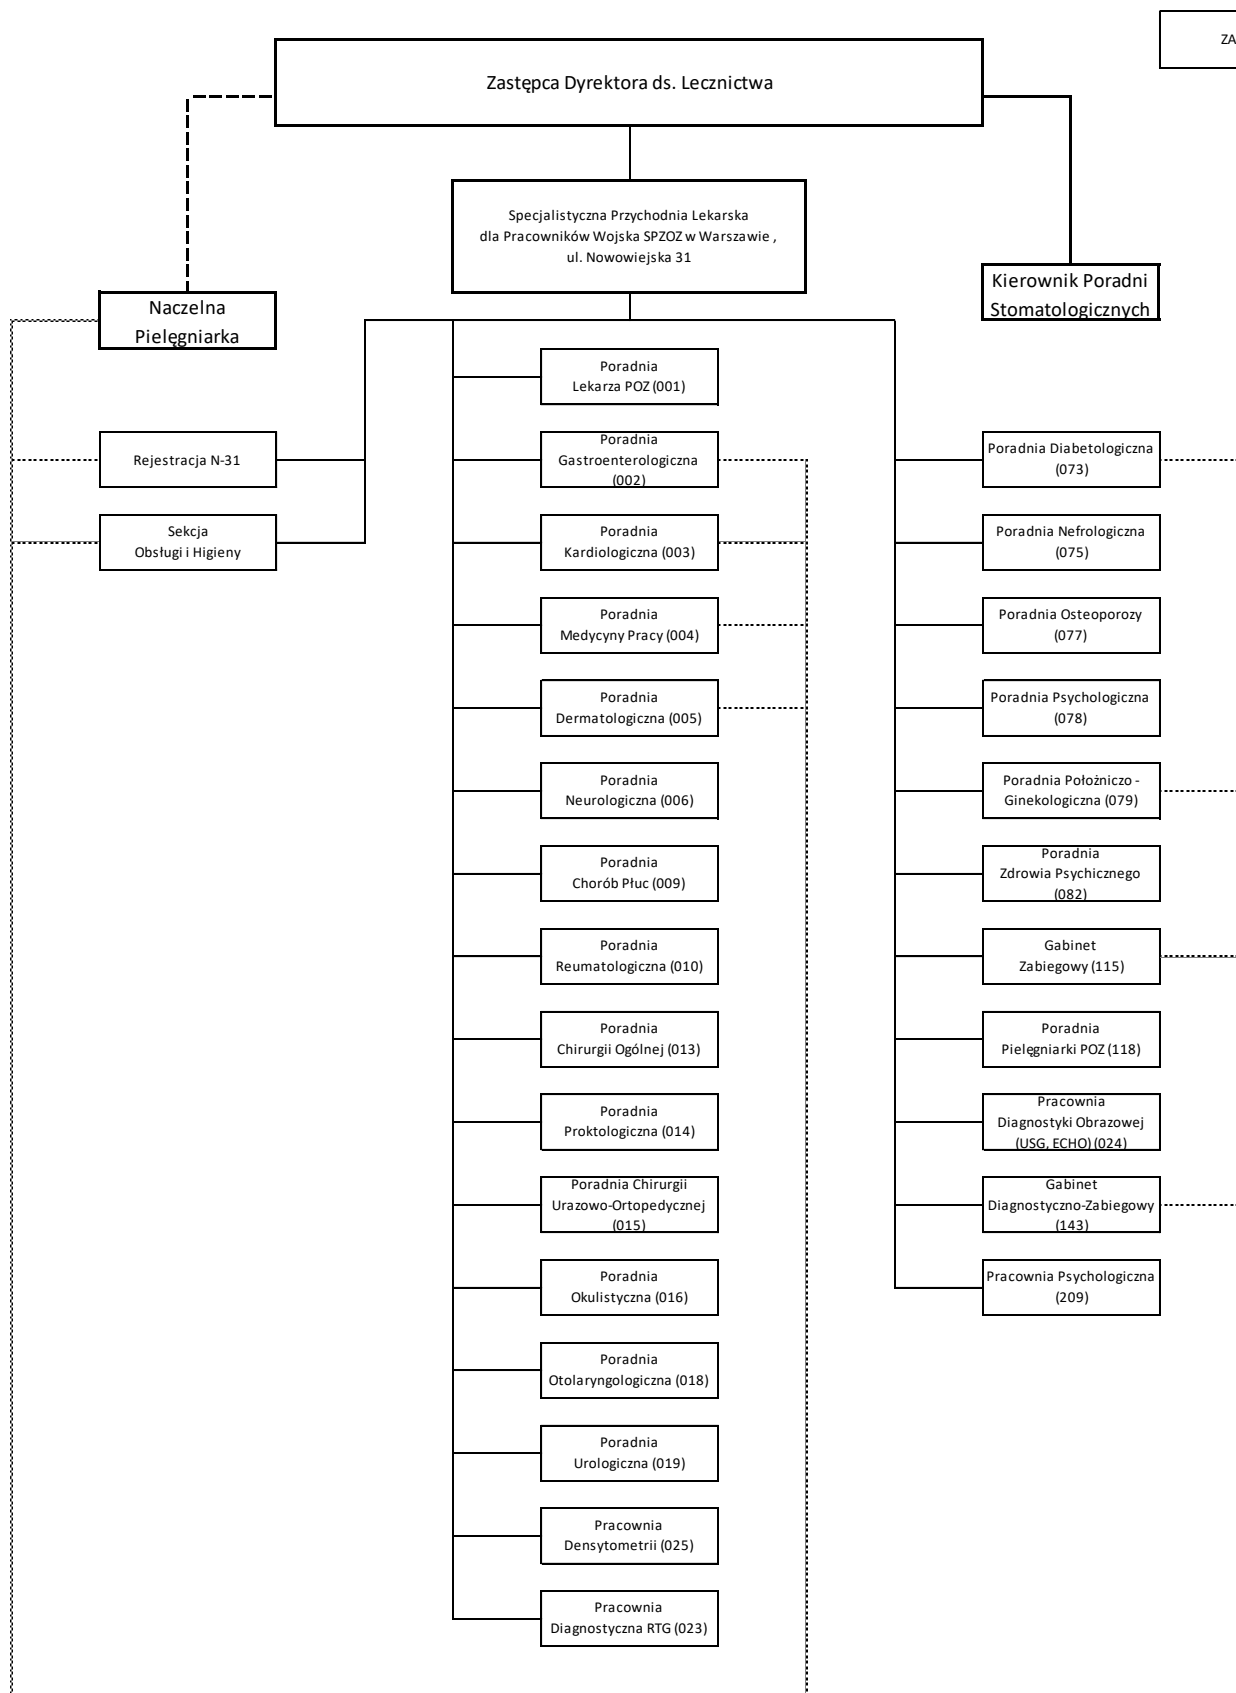 ZA
Zastępca Dyrektora ds. Lecznictwa
Specjalistyczna Przychodnia Lekarska
dla Pracowników Wojska SPZOZ w Warszawie ,
ul. Nowowiejska 31
Kierownik Poradni
Stomatologicznych
Naczelna
Pielęgniarka
Rejestracja N-31
Sekcja
Obsługi i Higieny
Poradnia
Lekarza POZ (001)
Poradnia
Gastroenterologiczna
(002)
Poradnia
Kardiologiczna (003)
Poradnia
Medycyny Pracy (004)
Poradnia
Dermatologiczna (005)
Poradnia
Neurologiczna (006)
Poradnia
Chorób Płuc (009)
Poradnia
Reumatologiczna (010)
Poradnia
Chirurgii Ogólnej (013)
Poradnia
Proktologiczna (014)
Poradnia Chirurgii
Urazowo-Ortopedycznej
(015)
Poradnia
Okulistyczna (016)
Poradnia
Otolaryngologiczna (018)
Poradnia
Urologiczna (019)
Pracownia
Densytometrii (025)
Pracownia
Diagnostyczna RTG (023)
Poradnia Diabetologiczna
(073)
Poradnia Nefrologiczna
(075)
Poradnia Osteoporozy
(077)
Poradnia Psychologiczna
(078)
Poradnia Położniczo -
Ginekologiczna (079)
Poradnia
Zdrowia Psychicznego
(082)
Gabinet
Zabiegowy (115)
Poradnia
Pielęgniarki POZ (118)
Pracownia
Diagnostyki Obrazowej
(USG, ECHO) (024)
Gabinet
Diagnostyczno-Zabiegowy
(143)
Pracownia Psychologiczna
(209)